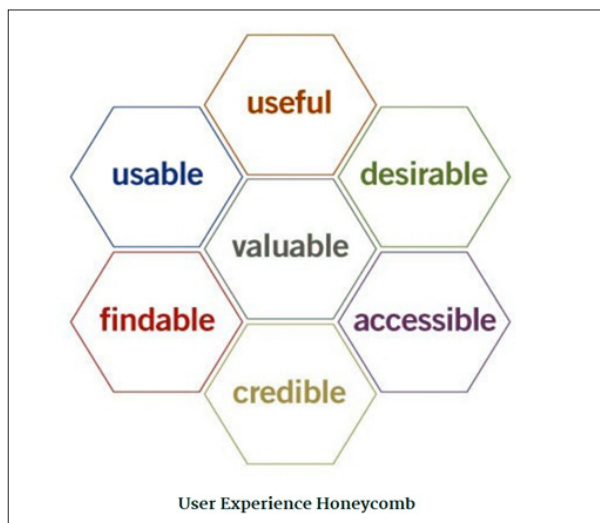 useful
usable
desirable
valuable
findable
accessible
credible
User Experience Honeycomb